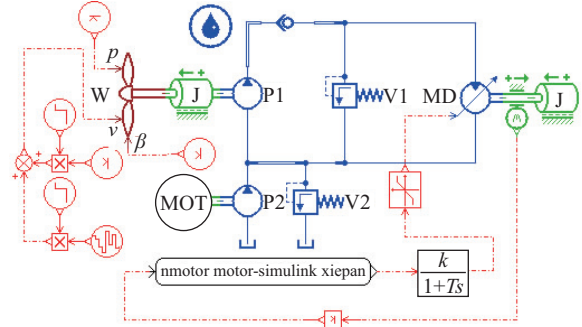 K
p
W
J
P1
V1
MD
J
v
β
K
K
MOT
P2
V2
nmotor motor-simulink xiepan
k
1+Ts
K